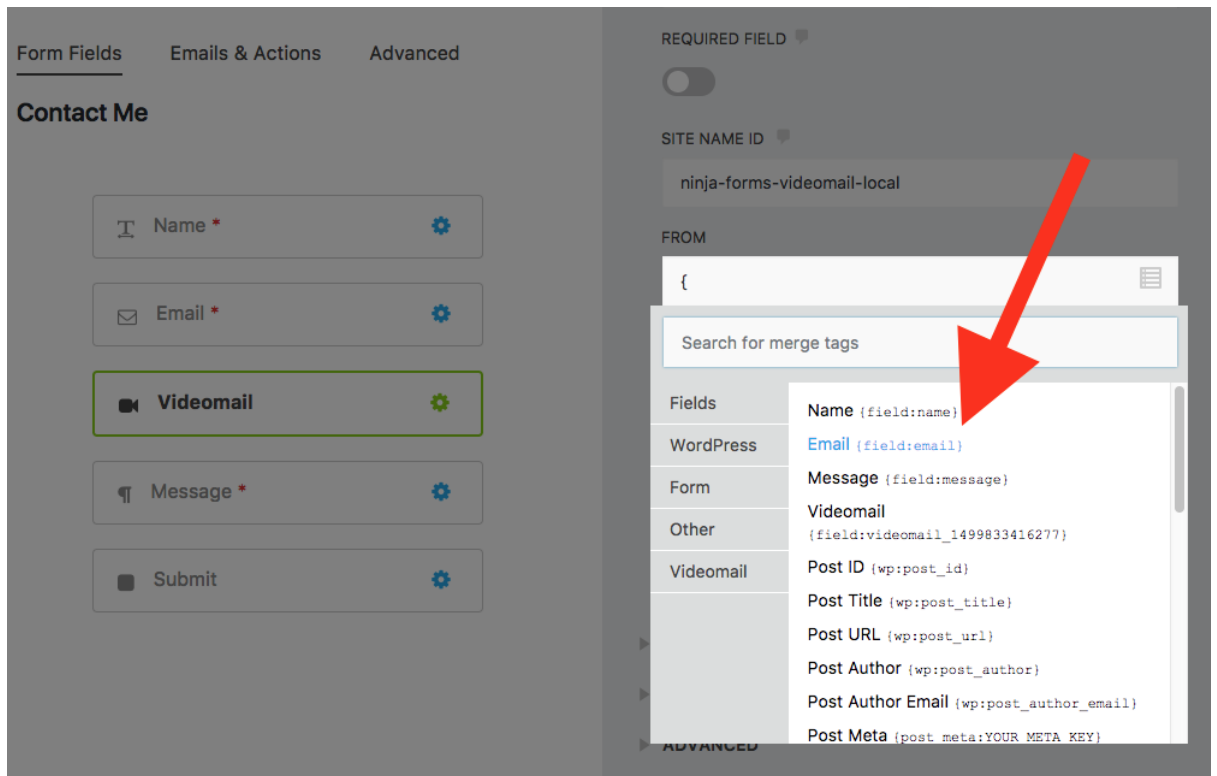 Form Fields Emails & Actions Advanced
Contact Me
Name *
Email *
Videomail
Message *
Submit
REQUIRED FIELD
SITE NAME ID
ninja-forms-videomail-local
FROM
{
Search for merge tags
Fields
WordPress
Form
Other
Videomail
Name {field:name}
Email {field:email}
Message {field:message}
Videomail
{field:videomail_1499833416277}
Post ID {wp:post_id}
Post Title {wp:post_title}
Post URL {wp:post_url}
Post Author {wp:post_author}
Post Author Email {wp:post_author_email}
Post Meta {post_meta:YOUR_META_KEY}
ADVANCED